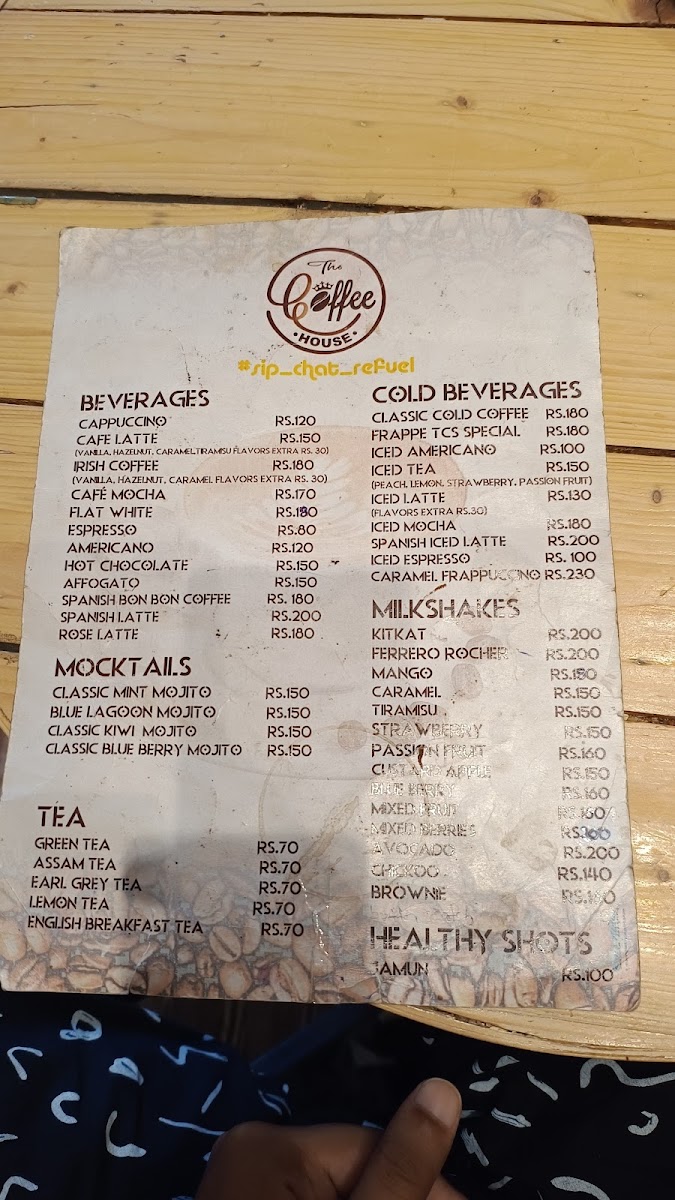 The
Coffee
• HOUSE •
#sip_chat_refuel
BEVERAGES
CAPPUCCINO RS.120
CAFE LATTE RS.150
(VANILLA, HAZELNUT, CARAMEL,TIRAMISU FLAVORS EXTRA RS. 30)
IRISH COFFEE RS.180
(VANILLA, HAZELNUT, CARAMEL FLAVORS EXTRA RS. 30)
CAFÉ MOCHA RS.170
FLAT WHITE
ESPRESSO RS.80
AMERICANO RS.120
HOT CHOCOLATE RS.150
AFFOGATO RS.150
SPANISH BON BON COFFEE RS. 180
SPANISH LATTE RS.200
ROSE LATTE RS.180
MOCKTAILS
CLASSIC MINT MOJITO RS.150
BLUE LAGOON MOJITO RS.150
CLASSIC KIWI MOJITO RS.150
CLASSIC BLUE BERRY MOJITO RS.150
TEA
GREEN TEA RS.70
ASSAM TEA RS.70
EARL GREY TEA RS.70
LEMON TEA RS.70
ENGLISH BREAKFAST TEA RS.70
COLD BEVERAGES
CLASSIC COLD COFFEE RS.180
FRAPPE TCS SPECIAL RS.180
ICED AMERICANO RS.100
ICED TEA RS.150
(PEACH, LEMON, STRAWBERRY, PASSION FRUIT)
ICED LATTE RS.130
(FLAVORS EXTRA RS.30)
ICED MOCHA RS.180
SPANISH ICED LATTE RS.200
ICED ESPRESSO RS. 100
CARAMEL FRAPPUCCINO RS.230
MILKSHAKES
KITKAT RS.200
FERRERO ROCHER RS.200
MANGO
CARAMEL RS.150
TIRAMISU RS.150
STRAWBERRY RS.150
PASSION FRUIT RS.160
CUSTARD APPLE RS.150
BLUE BERRY RS.160
MIXED FRUIT RS.160
MIXED BERRIES
AVOCADO RS.200
CHICKOO RS.140
BROWNIE
HEALTHY SHOTS
JAMUN RS.100